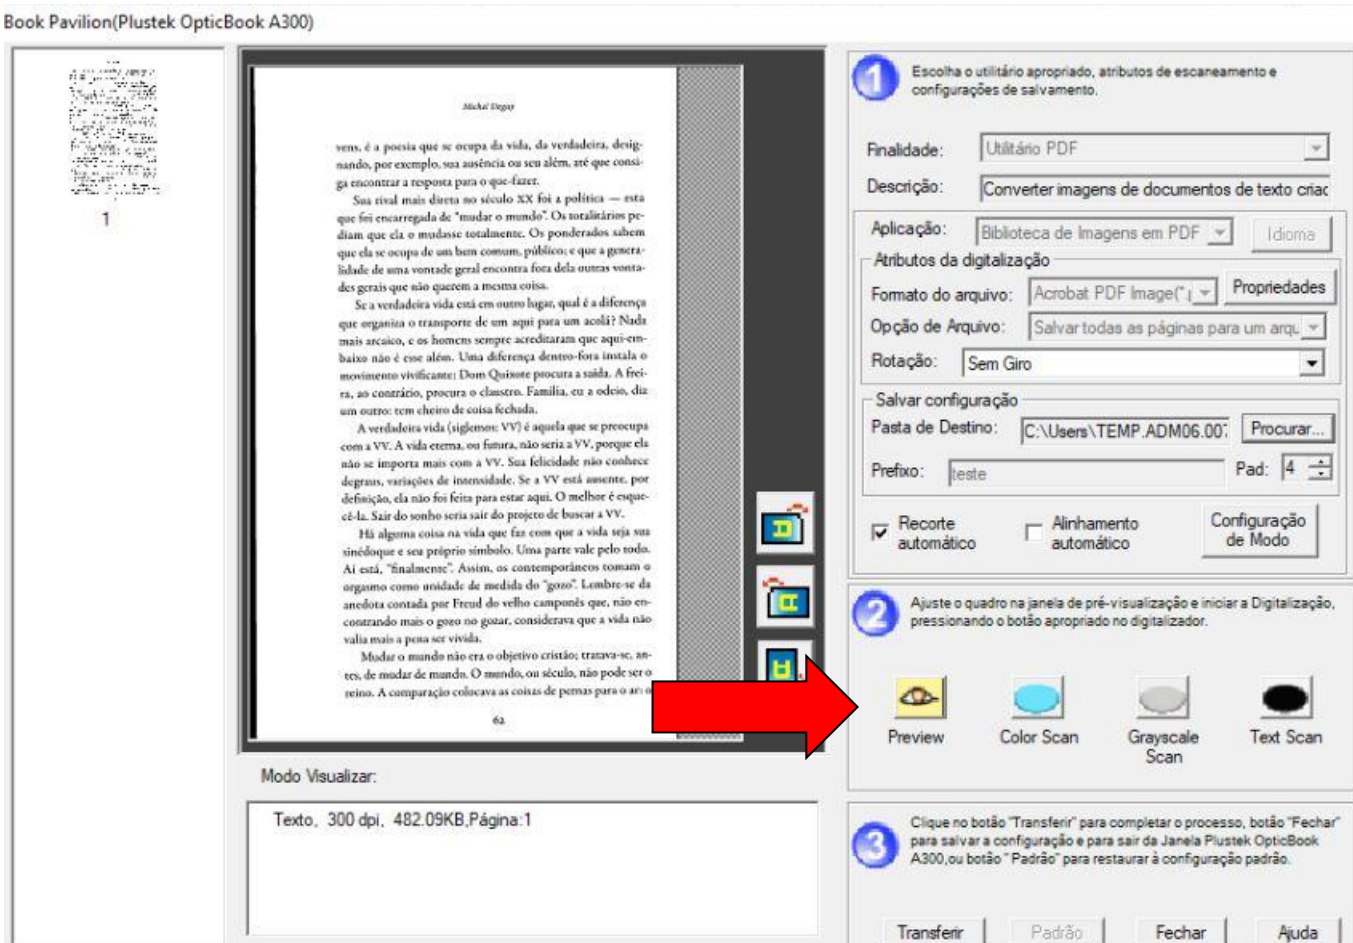 Book Pavilion(Plustek OpticBook A300)
1
Michel Deguy
vens, é a poesia que se ocupa da vida, da verdadeira, desig-
nando, por exemplo, sua ausência ou seu além, até que consi-
ga encontrar a resposta para o que-fazer.
Sua rival mais direta no século XX foi a política — esta
que foi encarregada de "mudar o mundo". Os totalitários pe-
diam que ela o mudasse totalmente. Os ponderados sabem
que ela se ocupa de um bem comum, público; e que a genera-
lidade de uma vontade geral encontra fora dela outras vonta-
des gerais que não querem a mesma coisa.
Se a verdadeira vida está em outro lugar, qual é a diferença
que organiza o transporte de um aqui para um acolá? Nada
mais arcaico, e os homens sempre acreditaram que aqui-em-
baixo não é esse além. Uma diferença dentro-fora instala o
movimento vivificante: Dom Quixote procura a saída. A frei-
ra, ao contrário, procura o claustro. Família, eu a odeio, diz
um outro: tem cheiro de coisa fechada.
A verdadeira vida (siglemos: VV) é aquela que se preocupa
com a VV. A vida eterna, ou futura, não seria a VV, porque ela
não se importa mais com a VV. Sua felicidade não conhece
degraus, variações de intensidade. Se a VV está ausente, por
definição, ela não foi feita para estar aqui. O melhor é esque-
cê-la. Sair do sonho seria sair do projeto de buscar a VV.
Há alguma coisa na vida que faz com que a vida seja sua
sinédoque e seu próprio símbolo. Uma parte vale pelo todo.
Aí está, "finalmente". Assim, os contemporâneos tomam o
orgasmo como unidade de medida do "gozo". Lembre-se da
anedota contada por Freud do velho camponês que, não en-
contrando mais o gozo no gozar, considerava que a vida não
valia mais a pena ser vivida.
Mudar o mundo não era o objetivo cristão; tratava-se, an-
tes, de mudar de mundo. O mundo, ou século, não pode ser o
reino. A comparação colocava as coisas de pernas para o ar: o
62
Modo Visualizar:
Texto, 300 dpi, 482.09KB,Página:1
1
Escolha o utilitário apropriado, atributos de escaneamento e
configurações de salvamento.
Finalidade: Utilitário PDF
Descrição: Converter imagens de documentos de texto criac
Aplicação: Biblioteca de Imagens em PDF Idioma
Atributos da digitalização
Formato do arquivo: Acrobat PDF Image(*.p Propriedades
Opção de Arquivo: Salvar todas as páginas para um arqu
Rotação: Sem Giro
Salvar configuração
Pasta de Destino: C:\Users\TEMP.ADM06.007 Procurar...
Prefixo: teste Pad: 4
Recorte automático
Alinhamento automático
Configuração de Modo
2
Ajuste o quadro na janela de pré-visualização e iniciar a Digitalização,
pressionando o botão apropriado no digitalizador.
Preview
Color Scan
Grayscale Scan
Text Scan
3
Clique no botão "Transferir" para completar o processo, botão "Fechar"
para salvar a configuração e para sair da Janela Plustek OpticBook
A300,ou botão " Padrão" para restaurar à configuração padrão.
Transferir Padrão Fechar Ajuda